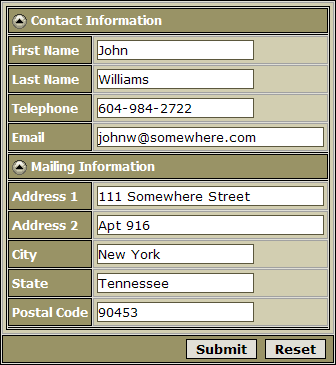 Contact Information
First Name John
Last Name Williams
Telephone 604-984-2722
Email johnw@somewhere.com
Mailing Information
Address 1 111 Somewhere Street
Address 2 Apt 916
City New York
State Tennessee
Postal Code 90453
Submit Reset